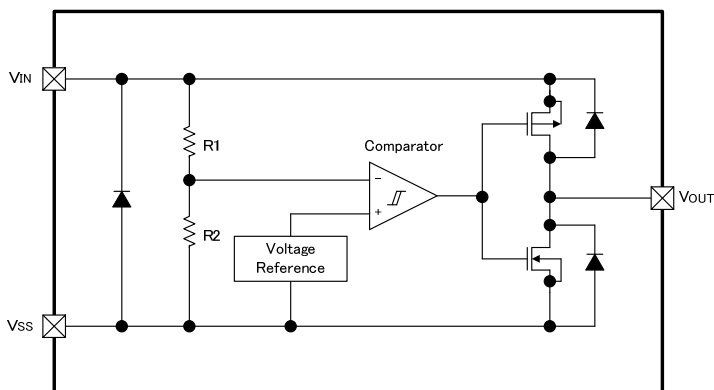 VIN
R1
Comparator
−
+
R2
Voltage
Reference
VOUT
VSS